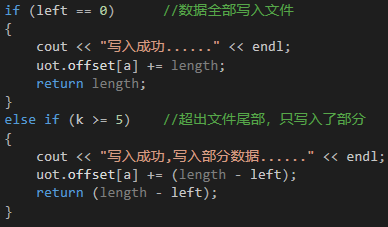 if (left == 0)       //数据全部写入文件
{
    cout << "写入成功......" << endl;
    uot.offset[a] += length;
    return length;
}
else if (k >= 5)    //超出文件尾部，只写入了部分
{
    cout << "写入成功,写入部分数据......" << endl;
    uot.offset[a] += (length - left);
    return (length - left);
}